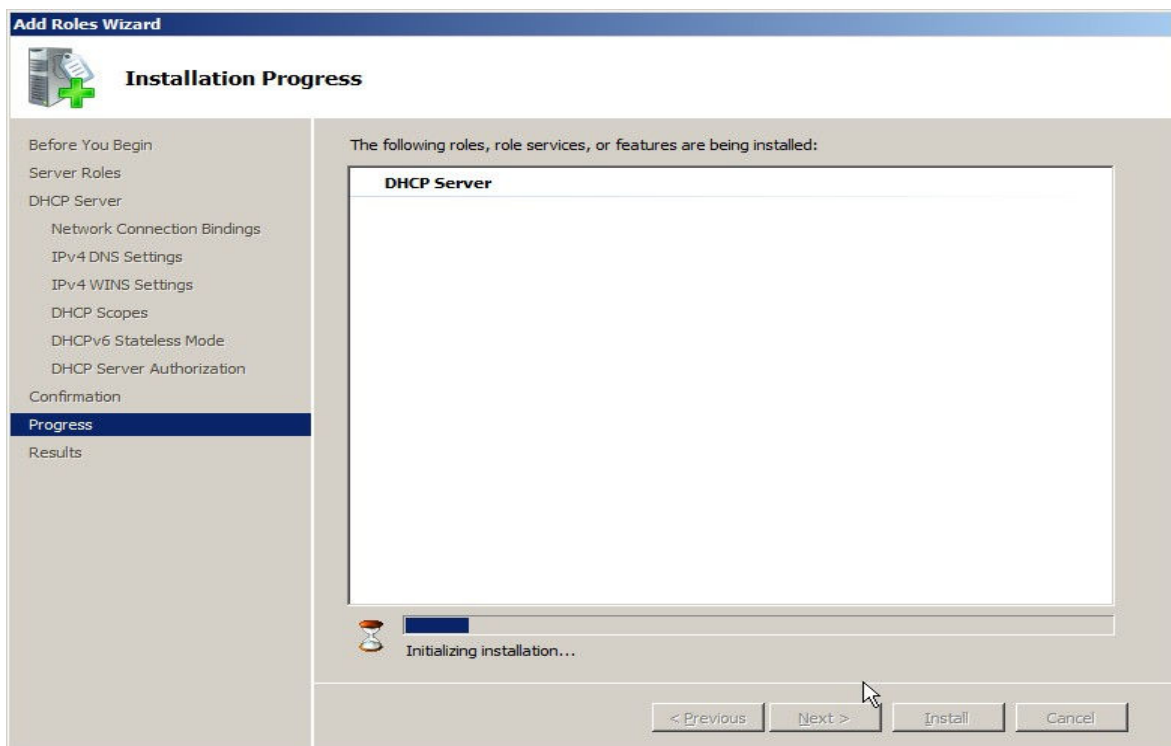 Add Roles Wizard
Installation Progress
Before You Begin
Server Roles
DHCP Server
Network Connection Bindings
IPv4 DNS Settings
IPv4 WINS Settings
DHCP Scopes
DHCPv6 Stateless Mode
DHCP Server Authorization
Confirmation
Progress
Results
The following roles, role services, or features are being installed:
DHCP Server
Initializing installation...
< Previous Next > Install Cancel